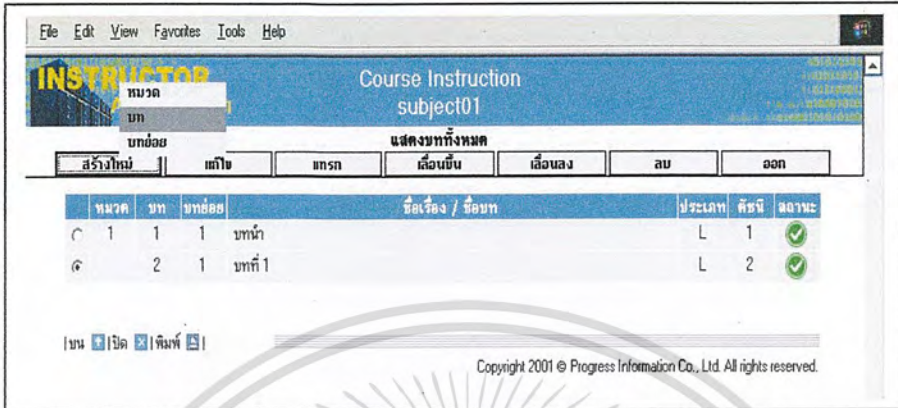 File Edit View Favorites Tools Help
INSTRUCTOR
Course Instruction
subject01
หมวด
บท
บทย่อย
แสดงบททั้งหมด
สร้างใหม่ แก้ไข แทรก เลื่อนขึ้น เลื่อนลง ลบ ออก
หมวด บท บทย่อย ชื่อเรื่อง / ชื่อบท ประเภท ดัชนี สถานะ
1 1 1 บทนำ L 1
2 1 บทที่ 1 L 2
|บน |ปิด |พิมพ์ |
Copyright 2001 © Progress Information Co., Ltd. All rights reserved.